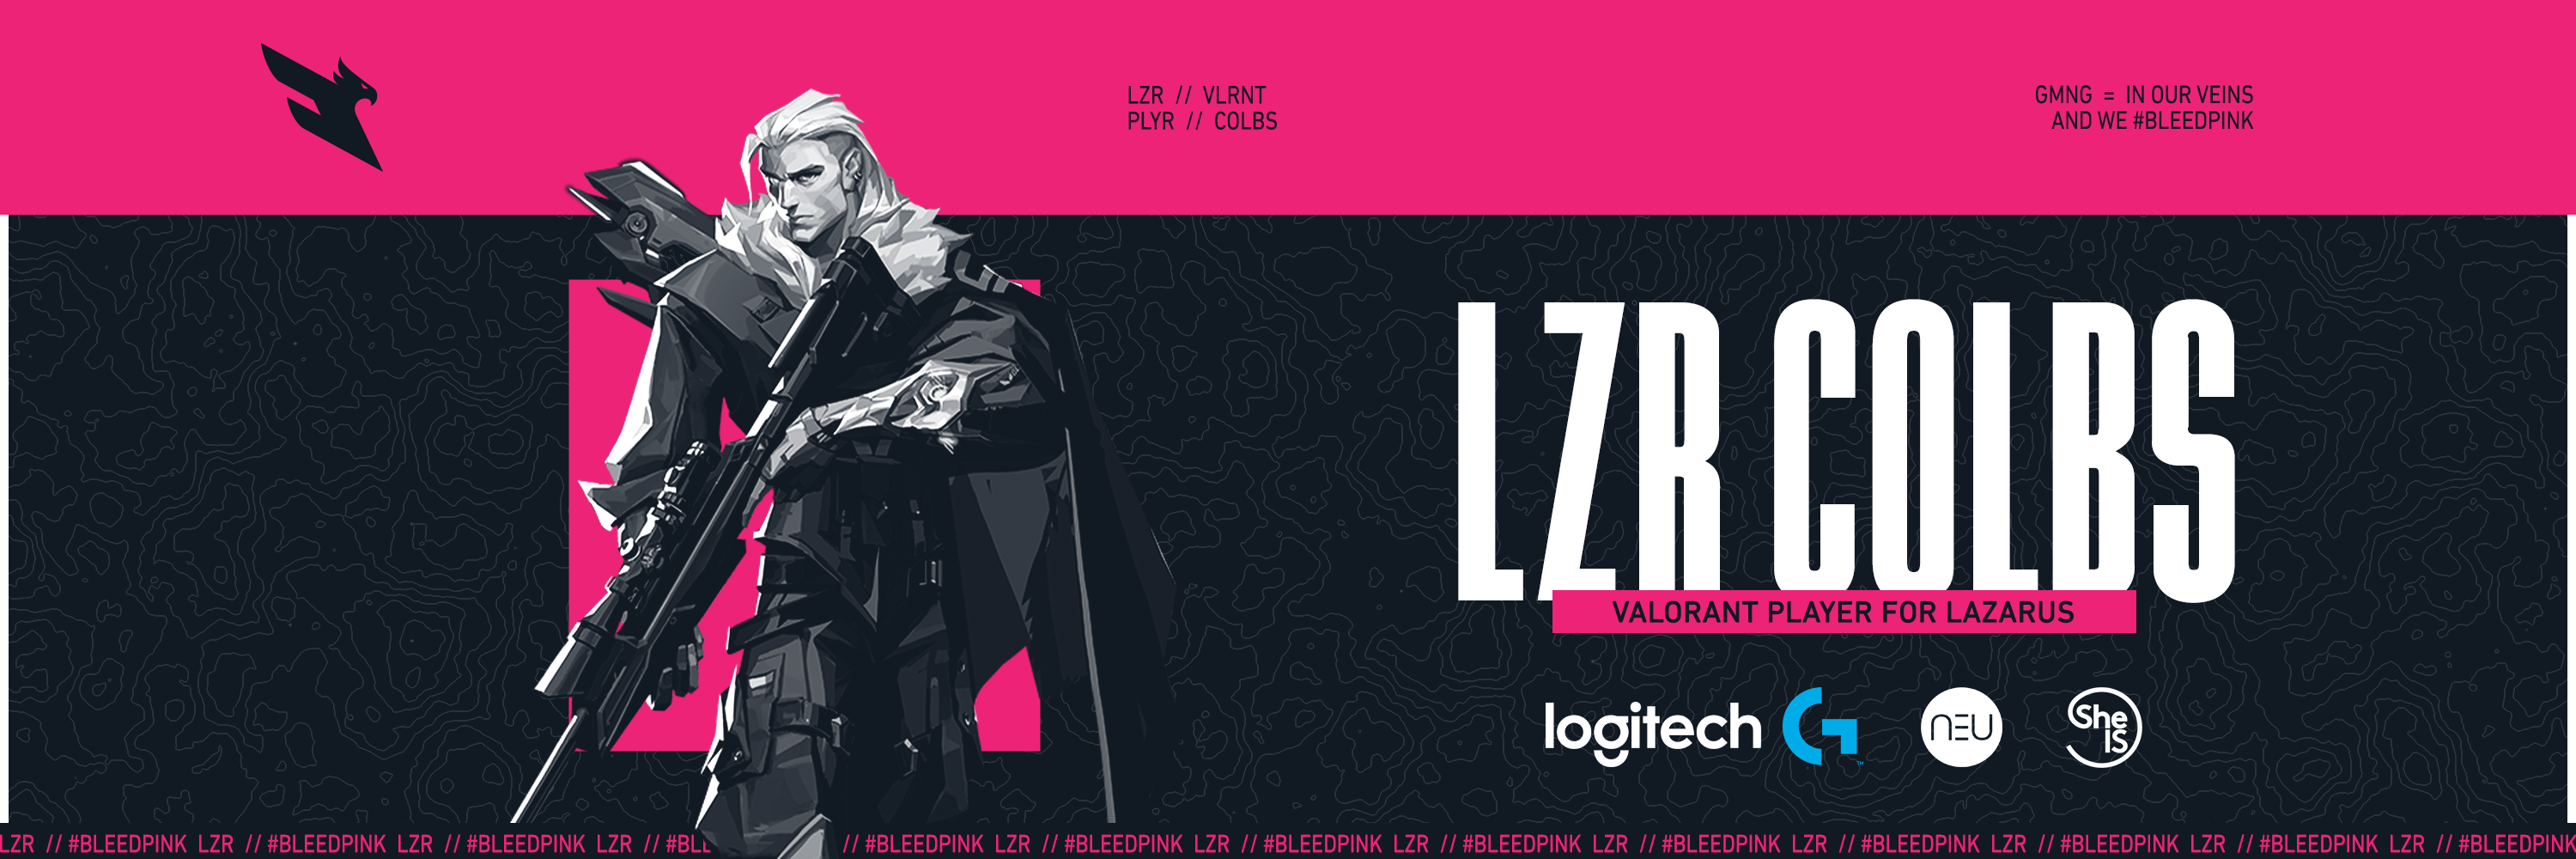 LZR // VLRNT
PLYR // COLBS
GMNG = IN OUR VEINS
AND WE #BLEEDPINK
LZR COLBS
VALORANT PLAYER FOR LAZARUS
logitech G
NEU
She IS
LZR // #BLEEDPINK LZR // #BLEEDPINK LZR // #BLEEDPINK LZR // #BL // #BLEEDPINK LZR // #BLEEDPINK LZR // #BLEEDPINK LZR // #BLEEDPINK LZR // #BLEEDPINK LZR // #BLEEDPINK LZR // #BLEEDPINK LZR // #BLEEDPINK LZR // #BLEEDPINK